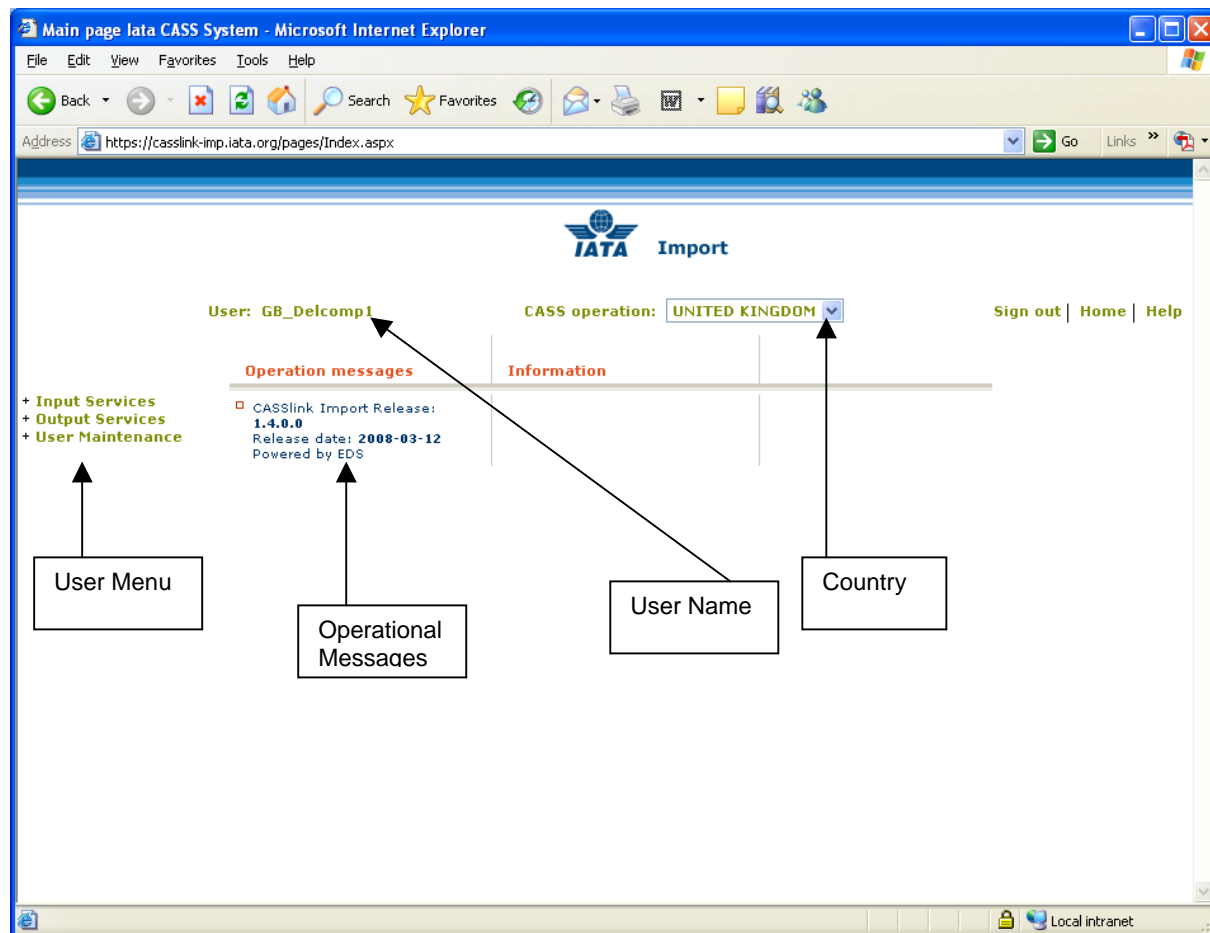 Main page Iata CASS System - Microsoft Internet Explorer
File Edit View Favorites Tools Help
Back Search Favorites
Address https://casslink-imp.iata.org/pages/Index.aspx Go Links »
IATA Import
User: GB_Delcomp1 CASS operation: UNITED KINGDOM Sign out | Home | Help
Operation messages Information
+ Input Services
+ Output Services
+ User Maintenance
CASSlink Import Release:
1.4.0.0
Release date: 2008-03-12
Powered by EDS
User Menu
Operational
Messages
User Name
Country
Local intranet